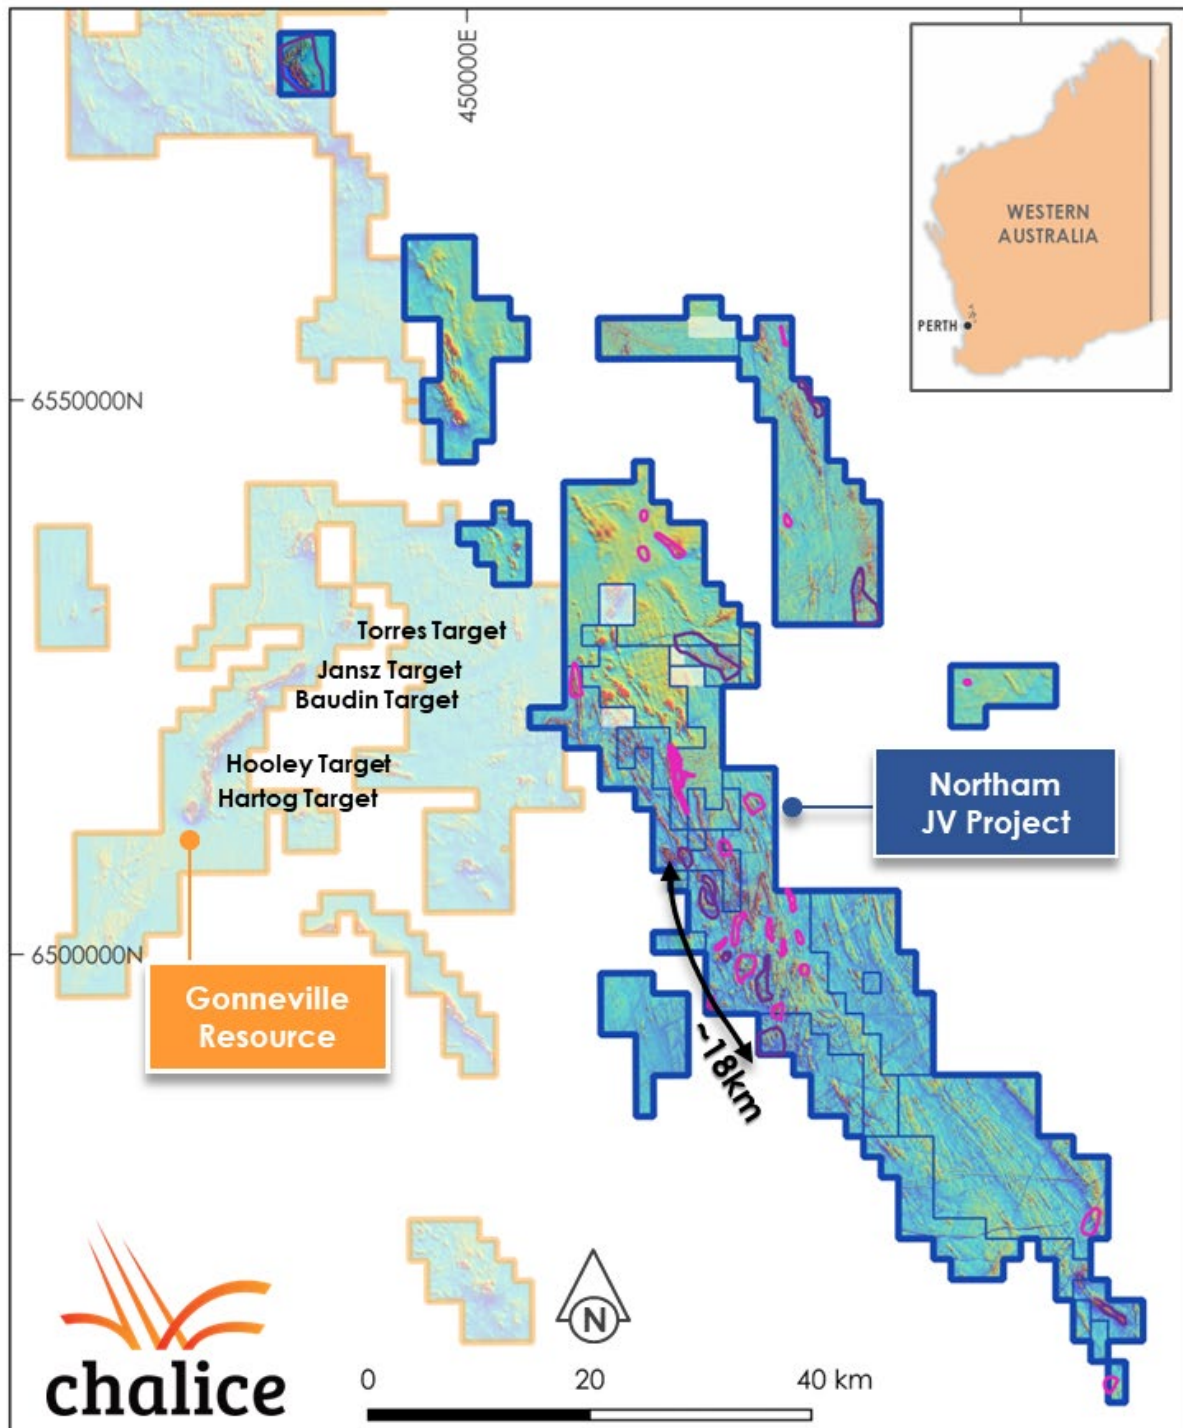 450000E
WESTERN
AUSTRALIA
PERTH
6550000N
Torres Target
Jansz Target
Baudin Target
Hooley Target
Hartog Target
Northam
JV Project
6500000N
Gonneville
Resource
~18km
N
chalice
0 20 40 km